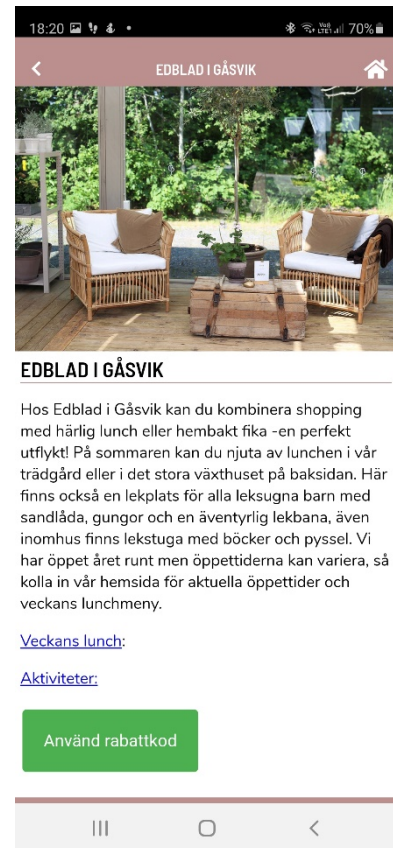 18:20
Voll
LTE1 70%
EDBLAD I GÅSVIK
EDBLAD I GÅSVIK
Hos Edblad i Gåsvik kan du kombinera shopping
med härlig lunch eller hembakt fika -en perfekt
utflykt! På sommaren kan du njuta av lunchen i vår
trädgård eller i det stora växthuset på baksidan. Här
finns också en lekplats för alla leksugna barn med
sandlåda, gungor och en äventyrlig lekbana, även
inomhus finns lekstuga med böcker och pyssel. Vi
har öppet året runt men öppettiderna kan variera, så
kolla in vår hemsida för aktuella öppettider och
veckans lunchmeny.
Veckans lunch:
Aktiviteter:
Använd rabattkod